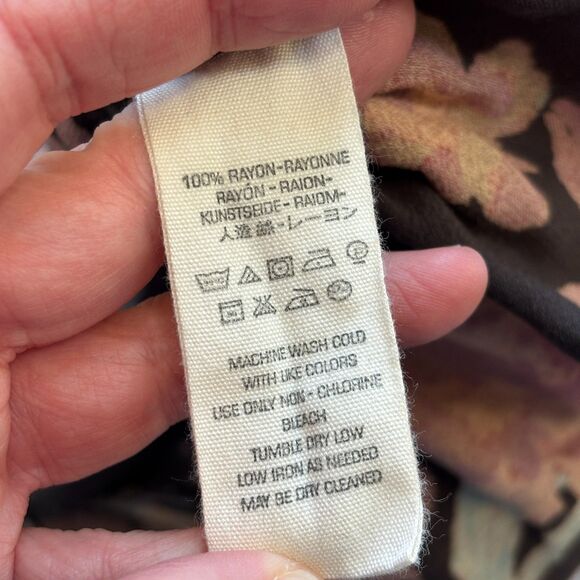 100% RAYON-RAYONNE
RAYÓN - RAION-
KUNSTSEIDE - RAIOM-
人造絲-レーヨン
MACHINE WASH COLD
WITH LIKE COLORS
USE ONLY NON - CHLORINE
BLEACH
TUMBLE DRY LOW
LOW IRON AS NEEDED
MAY BE DRY CLEANED